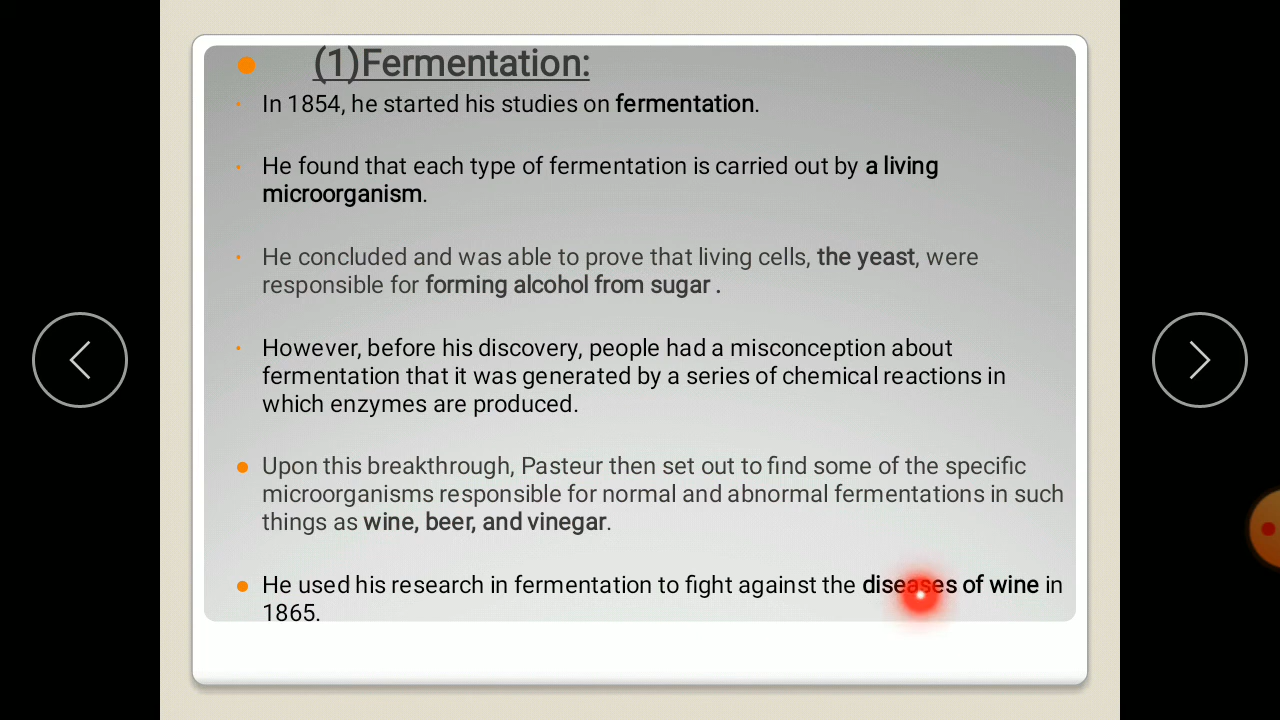 (1)Fermentation:
In 1854, he started his studies on fermentation.
He found that each type of fermentation is carried out by a living
microorganism.
He concluded and was able to prove that living cells, the yeast, were
responsible for forming alcohol from sugar .
However, before his discovery, people had a misconception about
fermentation that it was generated by a series of chemical reactions in
which enzymes are produced.
Upon this breakthrough, Pasteur then set out to find some of the specific
microorganisms responsible for normal and abnormal fermentations in such
things as wine, beer, and vinegar.
He used his research in fermentation to fight against the diseases of wine in
1865.